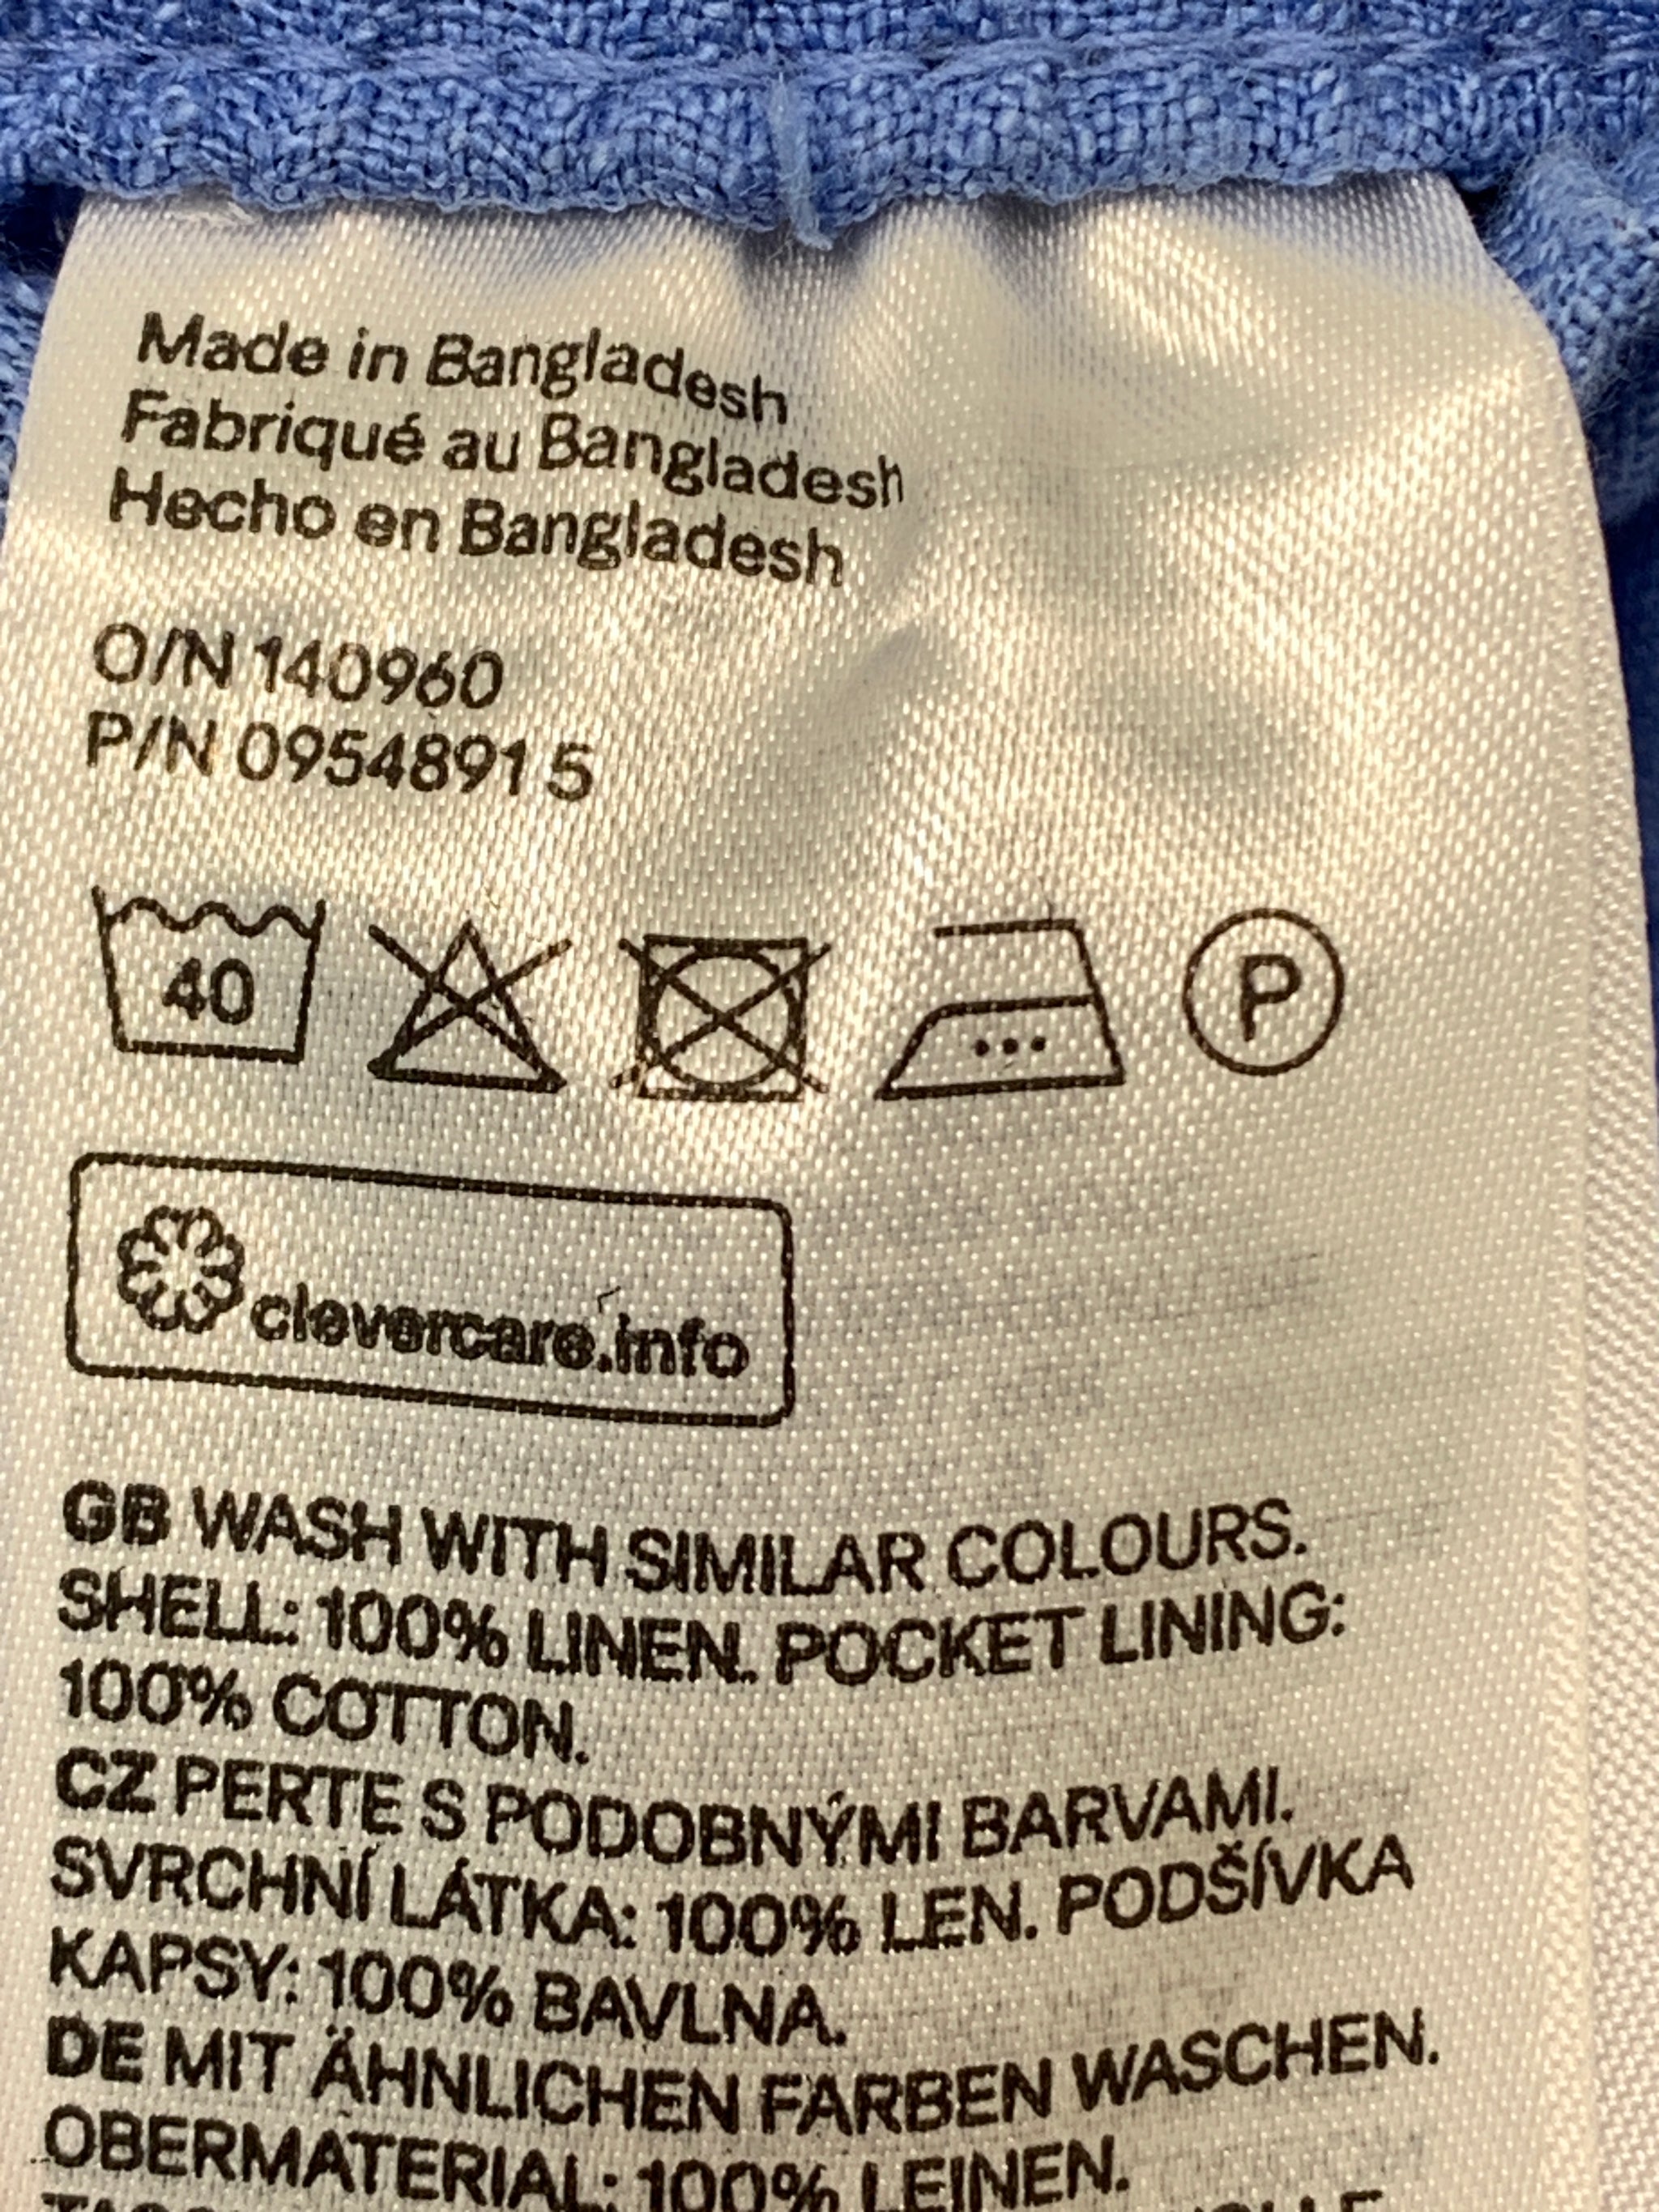 Made in Bangladesh
Fabriqué au Bangladesh
Hecho en Bangladesh
O/N 140960
P/N 09548915
40
P
clevercare.info
GB WASH WITH SIMILAR COLOURS.
SHELL: 100% LINEN. POCKET LINING:
100% COTTON.
CZ PERTE S PODOBNÝMI BARVAMI.
SVRCHNÍ LÁTKA: 100% LEN. PODŠÍVKA
KAPSY: 100% BAVLNA.
DE MIT ÄHNLICHEN FARBEN WASCHEN.
OBERMATERIAL: 100% LEINEN.